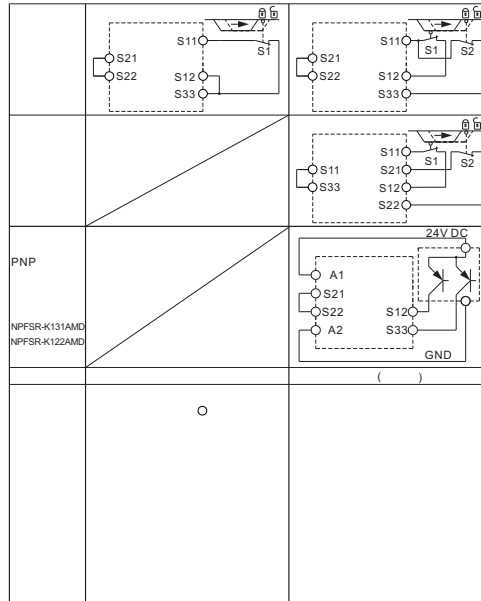 S11
S1
S21
S22
S12
S33
S11
S1
S2
S21
S22
S12
S33
S11
S1
S2
S11
S21
S33
S12
S22
PNP
NPFSR-K131AMD
NPFSR-K122AMD
24V DC
A1
S21
S22
S12
A2
S33
GND
( )